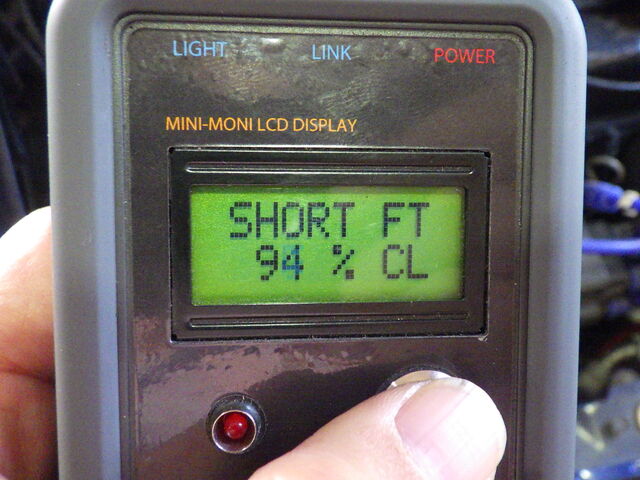 LIGHT LINK POWER
MINI-MONI LCD DISPLAY
SHORT FT
94 % CL